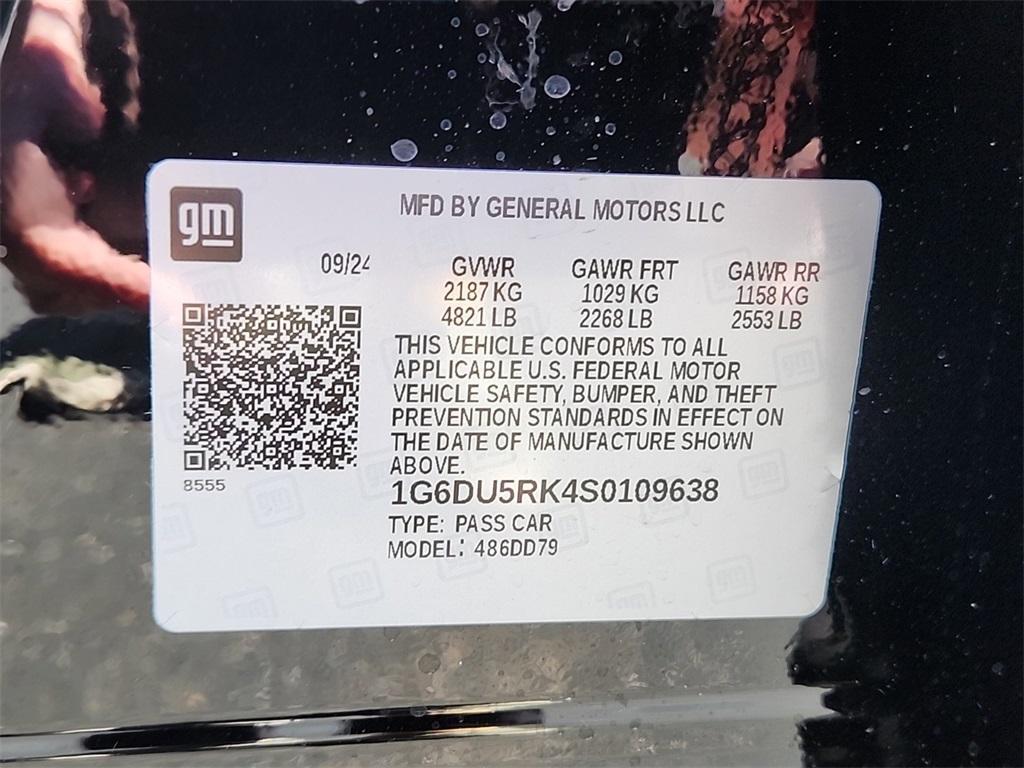 gm
MFD BY GENERAL MOTORS LLC
09/24
GVWR GAWR FRT GAWR RR
2187 KG 1029 KG 1158 KG
4821 LB 2268 LB 2553 LB
THIS VEHICLE CONFORMS TO ALL
APPLICABLE U.S. FEDERAL MOTOR
VEHICLE SAFETY, BUMPER, AND THEFT
PREVENTION STANDARDS IN EFFECT ON
THE DATE OF MANUFACTURE SHOWN
ABOVE.
8555
1G6DU5RK4S0109638
TYPE: PASS CAR
MODEL: 486DD79